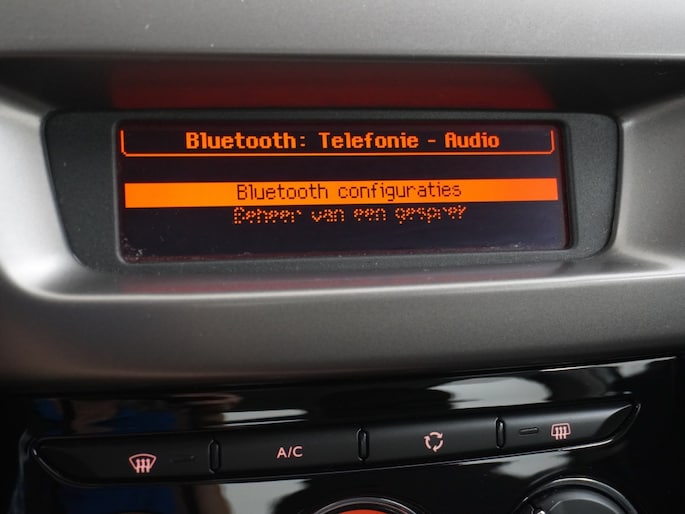 Bluetooth: Telefonie - Audio
Bluetooth configuraties
Beheer van een gesprek
A/C